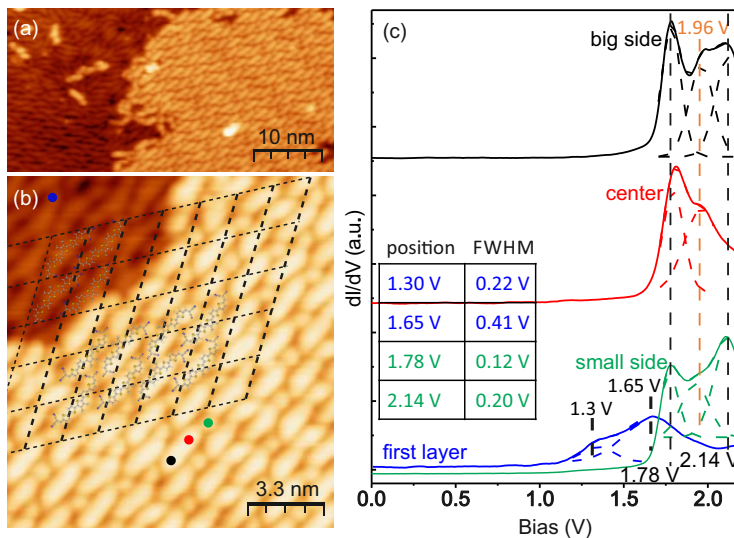 (a)
10 nm
(b)
3.3 nm
(c)
1.96 V
big side
center
position FWHM
1.30 V 0.22 V
1.65 V 0.41 V
1.78 V 0.12 V
2.14 V 0.20 V
small side
1.65 V
1.3 V
first layer
1.78 V
2.14 V
dI/dV (a.u.)
0.0 0.5 1.0 1.5 2.0
Bias (V)